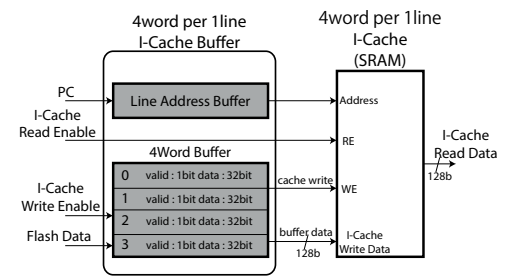 4word per 1line
I-Cache Buffer
4word per 1line
I-Cache
(SRAM)
PC
Line Address Buffer
Address
I-Cache
Read Enable
RE
I-Cache
Read Data
128b
4Word Buffer
0 valid : 1bit data : 32bit
1 valid : 1bit data : 32bit
2 valid : 1bit data : 32bit
3 valid : 1bit data : 32bit
I-Cache
Write Enable
cache write
WE
Flash Data
buffer data
128b
I-Cache
Write Data